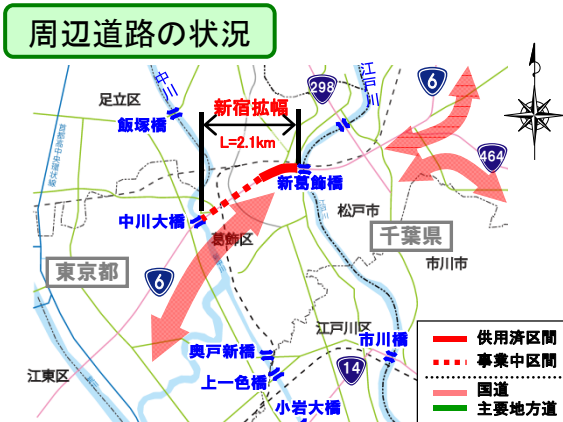 周辺道路の状況
足立区
中川
江戸川
298
6
飯塚橋
新宿拡幅
L=2.1km
464
新葛飾橋
中川大橋
松戸市
葛飾区
千葉県
東京都
市川市
6
江戸川区
市川橋
奥戸新橋
14
江東区
上一色橋
小岩大橋
供用済区間
事業中区間
国道
主要地方道